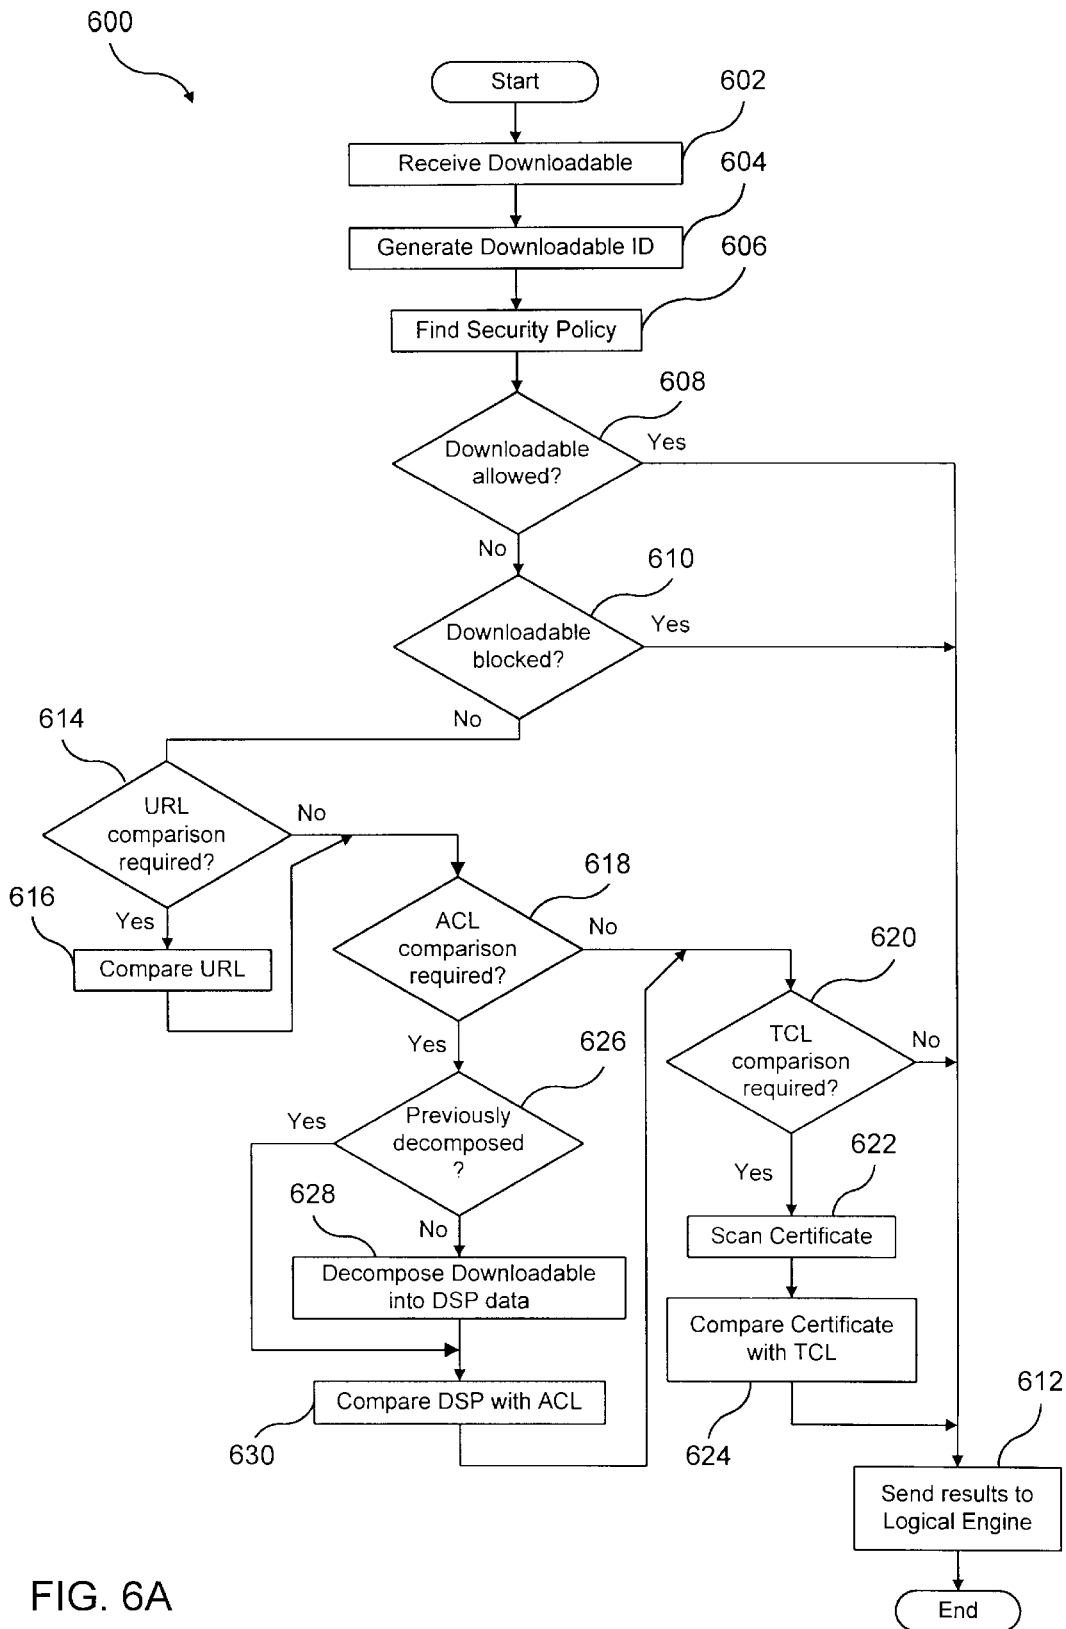 600
Start
602
Receive Downloadable
604
Generate Downloadable ID
606
Find Security Policy
608
Downloadable
allowed?
Yes
No
610
Downloadable
blocked?
Yes
No
614
URL
comparison
required?
No
Yes
616
Compare URL
618
ACL
comparison
required?
No
Yes
620
TCL
comparison
required?
No
Yes
626
Previously
decomposed
?
Yes
No
628
Decompose Downloadable
into DSP data
Compare DSP with ACL
630
622
Scan Certificate
Compare Certificate
with TCL
624
612
Send results to
Logical Engine
End
FIG. 6A